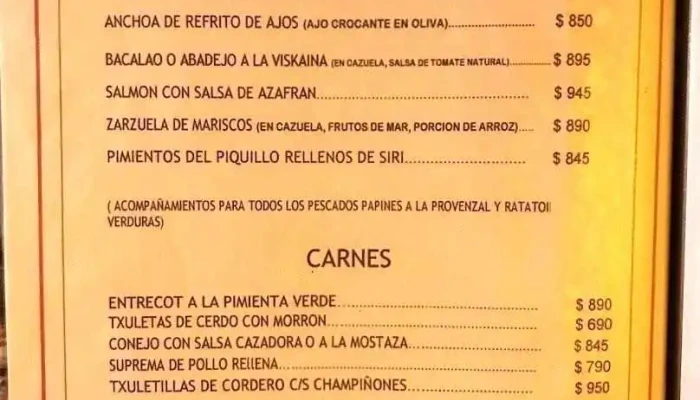 ANCHOA DE REFRITO DE AJOS (AJO CROCANTE EN OLIVA)..................... $ 850
BACALAO O ABADEJO A LA VISKAINA (EN CAZUELA, SALSA DE TOMATE NATURAL)........... $ 895
SALMON CON SALSA DE AZAFRAN..................................................... $ 945
ZARZUELA DE MARISCOS (EN CAZUELA, FRUTOS DE MAR, PORCION DE ARROZ)..... $ 890
PIMIENTOS DEL PIQUILLO RELLENOS DE SIRI............................. $ 845
( ACOMPAÑAMIENTOS PARA TODOS LOS PESCADOS PAPINES A LA PROVENZAL Y RATATOII
VERDURAS)
CARNES
ENTRECOT A LA PIMIENTA VERDE................................................. $ 890
TXULETAS DE CERDO CON MORRON.................................................. $ 690
CONEJO CON SALSA CAZADORA O A LA MOSTAZA................................ $ 845
SUPREMA DE POLLO REllENA............................................................ $ 790
TXULETILLAS DE CORDERO C/S CHAMPIÑONES................................ $ 950